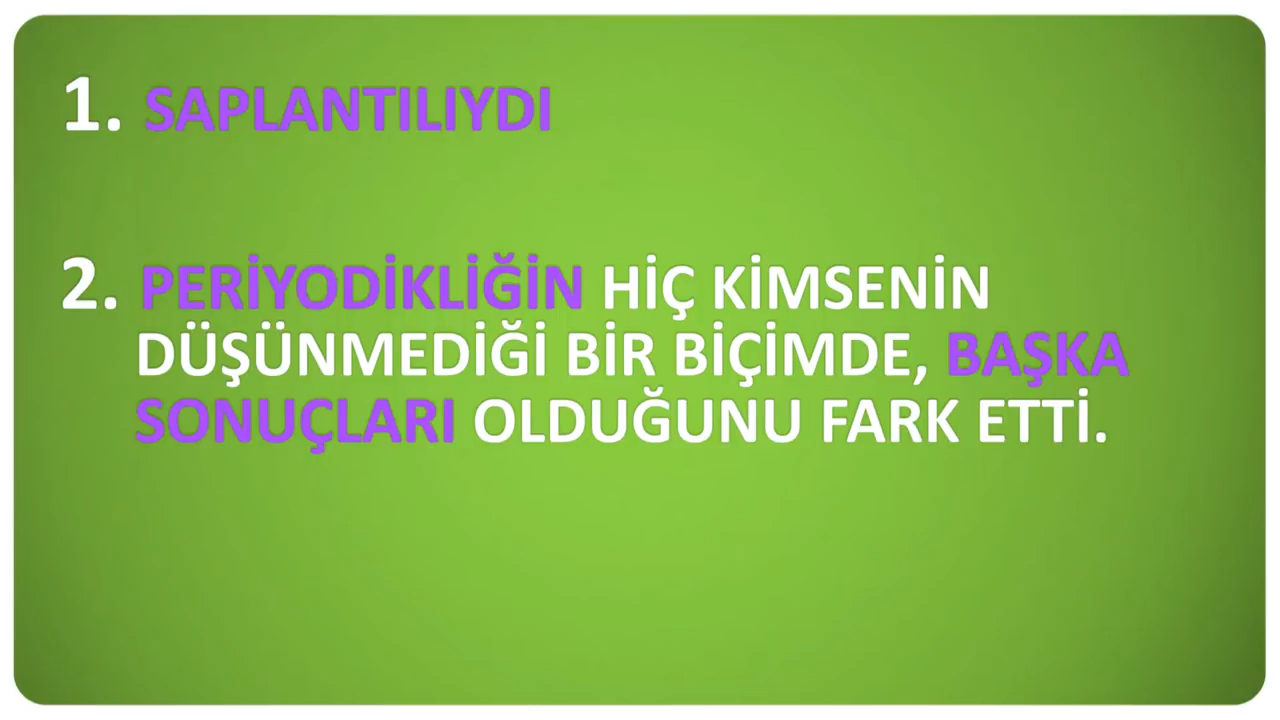 1. SAPLANTILIYDI
2. PERİYODİKLİĞİN HİÇ KİMSENİN
DÜŞÜNMEDİĞİ BİR BİÇİMDE, BAŞKA
SONUÇLARI OLDUĞUNU FARK ETTİ.